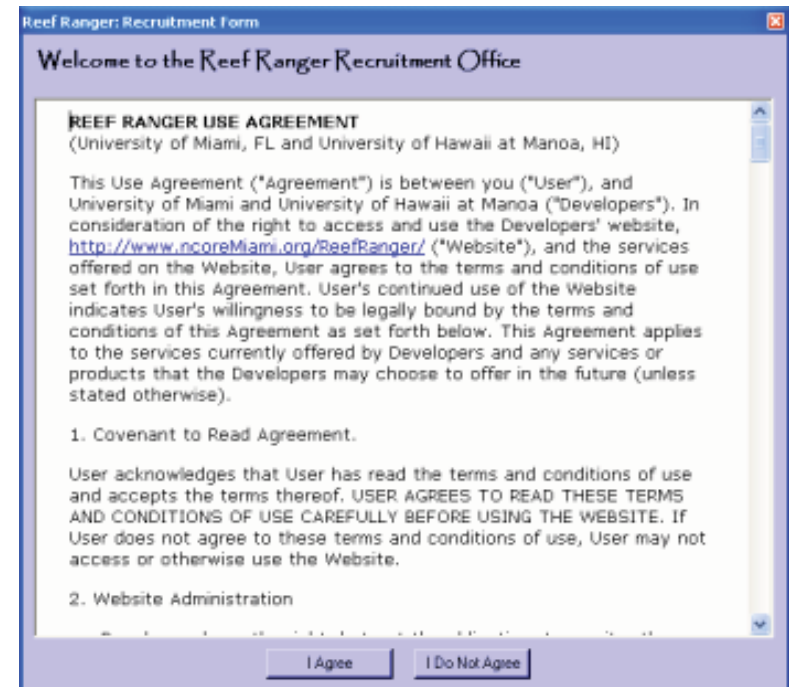 Reef Ranger: Recruitment Form
Welcome to the Reef Ranger Recruitment Office
REEF RANGER USE AGREEMENT
(University of Miami, FL and University of Hawaii at Manoa, HI)
This Use Agreement ("Agreement") is between you ("User"), and
University of Miami and University of Hawaii at Manoa ("Developers"). In
consideration of the right to access and use the Developers' website,
http://www.ncoreMiami.org/ReefRanger/ ("Website"), and the services
offered on the Website, User agrees to the terms and conditions of use
set forth in this Agreement. User's continued use of the Website
indicates User's willingness to be legally bound by the terms and
conditions of this Agreement as set forth below. This Agreement applies
to the services currently offered by Developers and any services or
products that the Developers may choose to offer in the future (unless
stated otherwise).
1. Covenant to Read Agreement.
User acknowledges that User has read the terms and conditions of use
and accepts the terms thereof. USER AGREES TO READ THESE TERMS
AND CONDITIONS OF USE CAREFULLY BEFORE USING THE WEBSITE. If
User does not agree to these terms and conditions of use, User may not
access or otherwise use the Website.
2. Website Administration
I Agree
I Do Not Agree